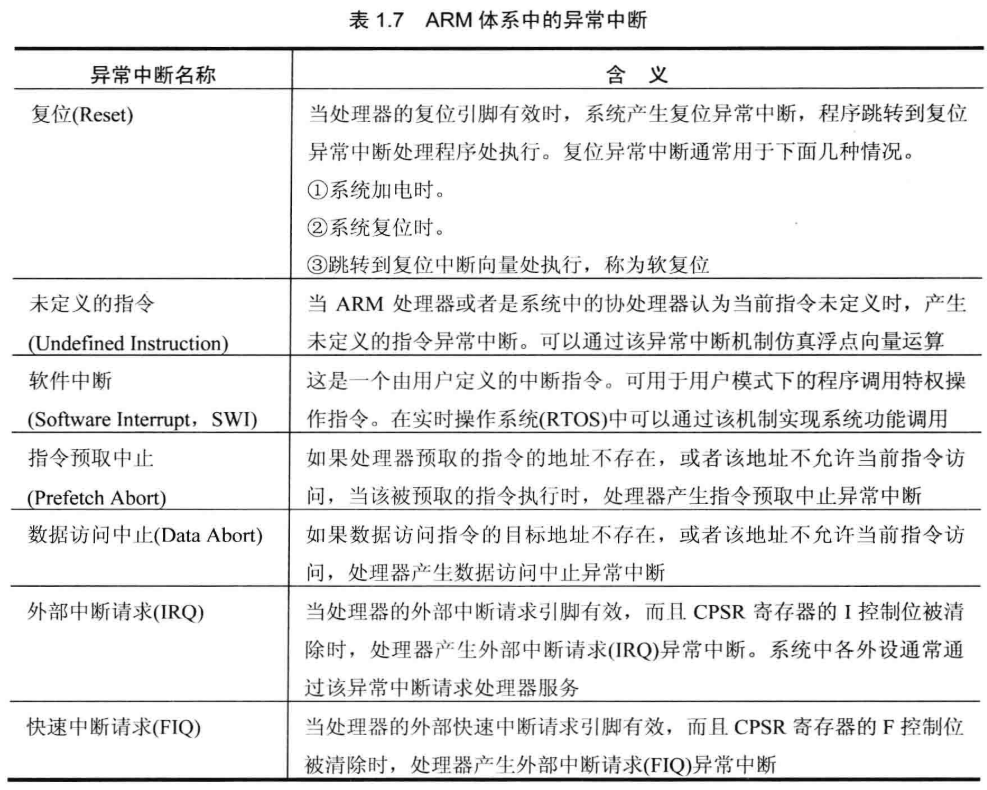 表 1.7 ARM 体系中的异常中断
异常中断名称 含 义
复位(Reset) 当处理器的复位引脚有效时，系统产生复位异常中断，程序跳转到复位
异常中断处理程序处执行。复位异常中断通常用于下面几种情况。
①系统加电时。
②系统复位时。
③跳转到复位中断向量处执行，称为软复位
未定义的指令 当 ARM 处理器或者是系统中的协处理器认为当前指令未定义时，产生
(Undefined Instruction) 未定义的指令异常中断。可以通过该异常中断机制仿真浮点向量运算
软件中断 这是一个由用户定义的中断指令。可用于用户模式下的程序调用特权操
(Software Interrupt，SWI) 作指令。在实时操作系统(RTOS)中可以通过该机制实现系统功能调用
指令预取中止 如果处理器预取的指令的地址不存在，或者该地址不允许当前指令访
(Prefetch Abort) 问，当该被预取的指令执行时，处理器产生指令预取中止异常中断
数据访问中止(Data Abort) 如果数据访问指令的目标地址不存在，或者该地址不允许当前指令访
问，处理器产生数据访问中止异常中断
外部中断请求(IRQ) 当处理器的外部中断请求引脚有效，而且 CPSR 寄存器的 I 控制位被清
除时，处理器产生外部中断请求(IRQ)异常中断。系统中各外设通常通
过该异常中断请求处理器服务
快速中断请求(FIQ) 当处理器的外部快速中断请求引脚有效，而且 CPSR 寄存器的 F 控制位
被清除时，处理器产生外部中断请求(FIQ)异常中断